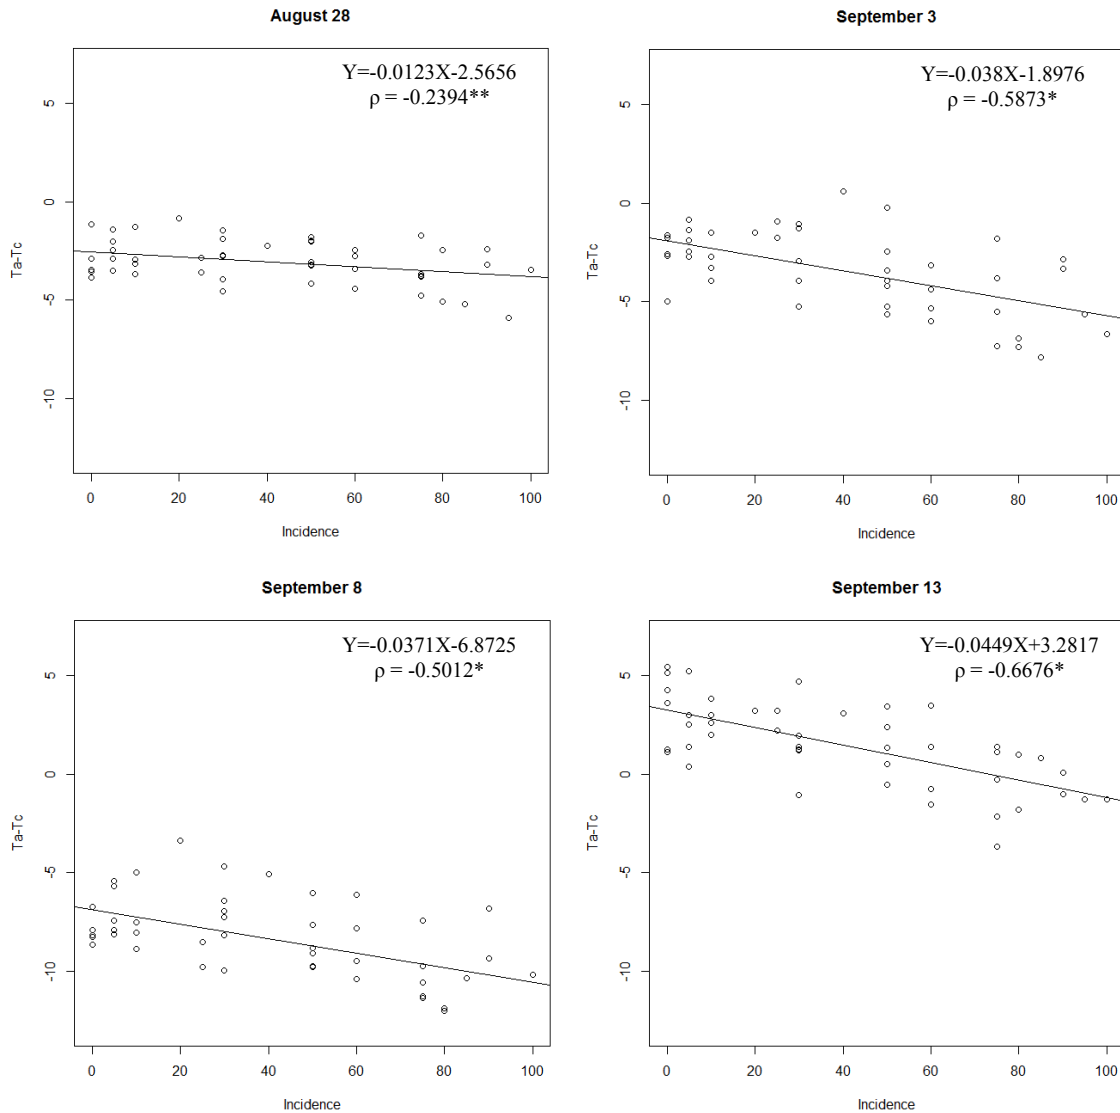 August 28
Y=-0.0123X-2.5656
ρ = -0.2394**
5
0
-5
-10
Ta-Tc
0 20 40 60 80 100
Incidence
September 3
Y=-0.038X-1.8976
ρ = -0.5873*
5
0
-5
-10
Ta-Tc
0 20 40 60 80 100
Incidence
September 8
Y=-0.0371X-6.8725
ρ = -0.5012*
5
0
-5
-10
Ta-Tc
0 20 40 60 80 100
Incidence
September 13
Y=-0.0449X+3.2817
ρ = -0.6676*
5
0
-5
-10
Ta-Tc
0 20 40 60 80 100
Incidence